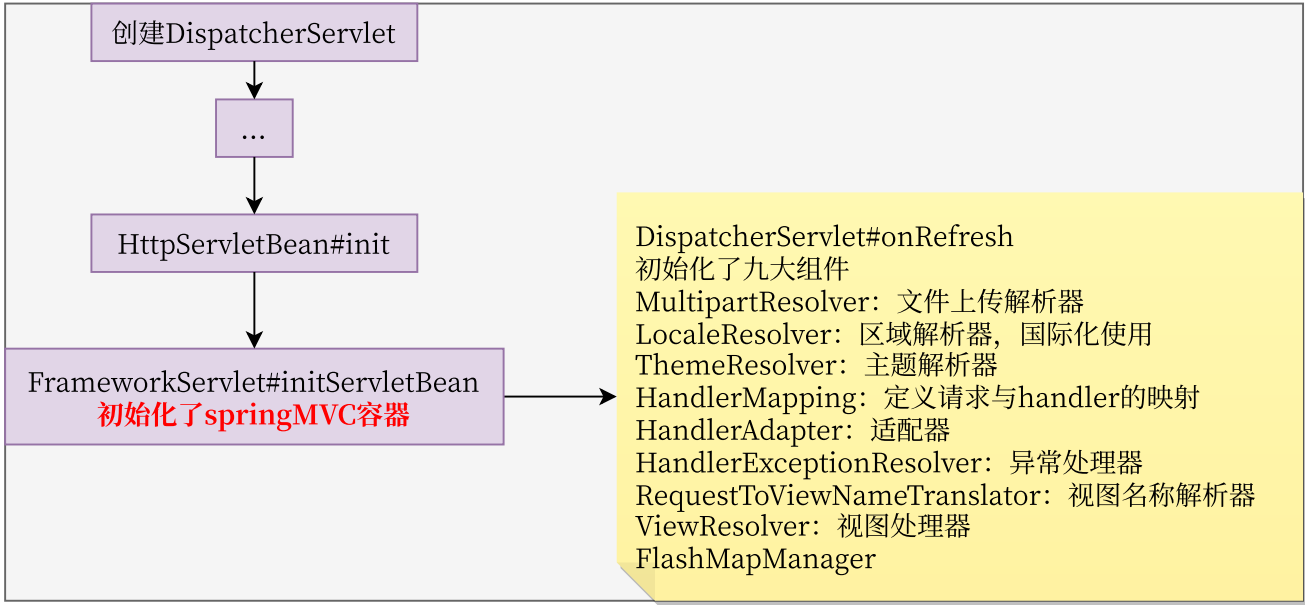 创建DispatcherServlet
...
HttpServletBean#init
FrameworkServlet#initServletBean
初始化了springMVC容器
DispatcherServlet#onRefresh
初始化了九大组件
MultipartResolver：文件上传解析器
LocaleResolver：区域解析器，国际化使用
ThemeResolver：主题解析器
HandlerMapping：定义请求与handler的映射
HandlerAdapter：适配器
HandlerExceptionResolver：异常处理器
RequestToViewNameTranslator：视图名称解析器
ViewResolver：视图处理器
FlashMapManager